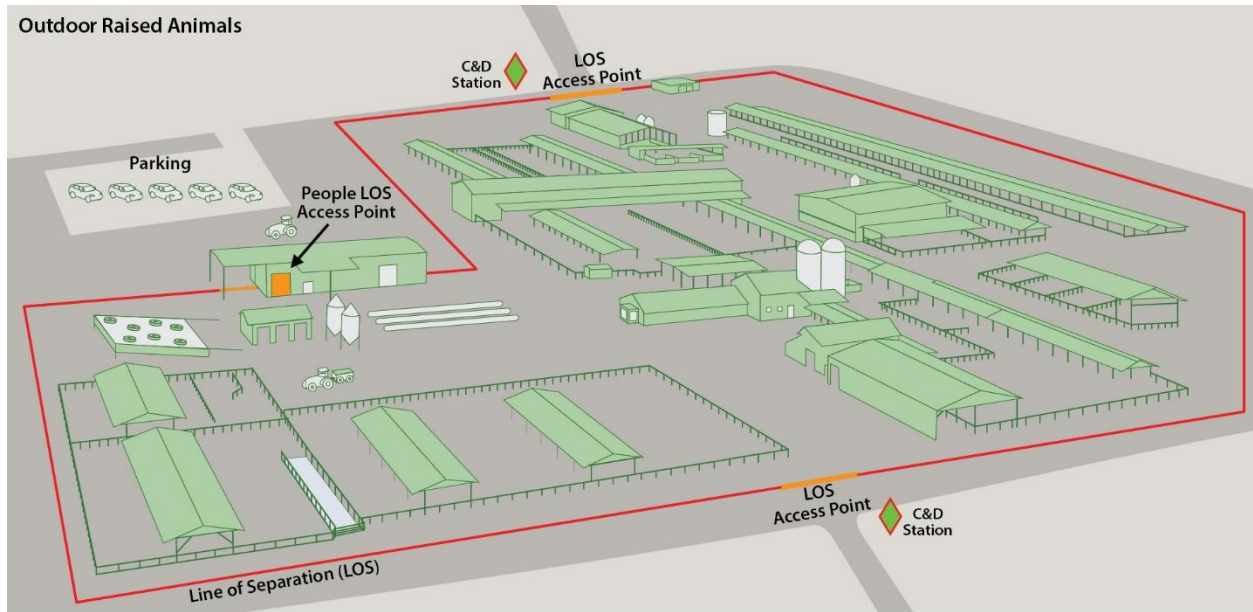 Outdoor Raised Animals
C&D
Station
LOS
Access Point
Parking
People LOS
Access Point
LOS
Access Point
C&D
Station
Line of Separation (LOS)